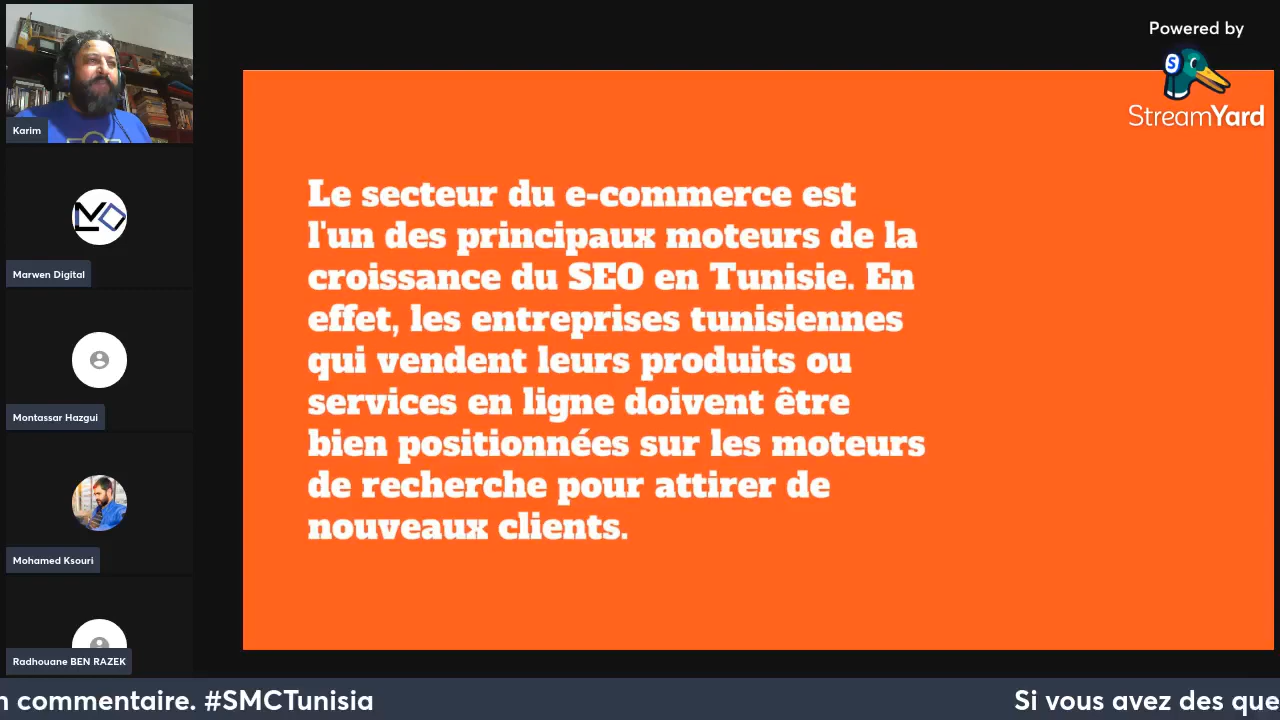 Karim
Marwen Digital
Montassar Hazgui
Mohamed Ksouri
Radhouane BEN RAZEK
Powered by
StreamYard
Le secteur du e-commerce est
l'un des principaux moteurs de la
croissance du SEO en Tunisie. En
effet, les entreprises tunisiennes
qui vendent leurs produits ou
services en ligne doivent être
bien positionnées sur les moteurs
de recherche pour attirer de
nouveaux clients.
n commentaire. #SMCTunisia
Si vous avez des que